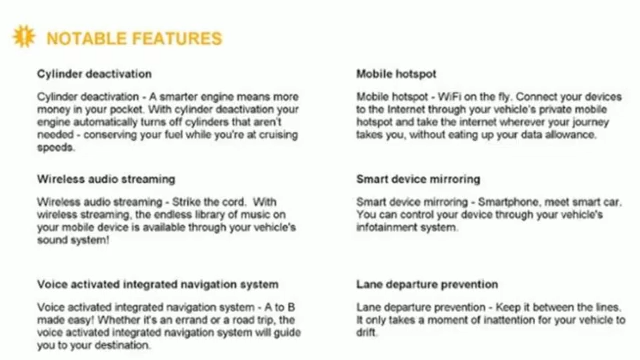 NOTABLE FEATURES
Cylinder deactivation
Cylinder deactivation - A smarter engine means more
money in your pocket. With cylinder deactivation your
engine automatically turns off cylinders that aren't
needed - conserving your fuel while you're at cruising
speeds.
Mobile hotspot
Mobile hotspot - WiFi on the fly. Connect your devices
to the Internet through your vehicle's private mobile
hotspot and take the internet wherever your journey
takes you, without eating up your data allowance.
Wireless audio streaming
Wireless audio streaming - Strike the cord. With
wireless streaming, the endless library of music on
your mobile device is available through your vehicle's
sound system!
Smart device mirroring
Smart device mirroring - Smartphone, meet smart car.
You can control your device through your vehicle's
infotainment system.
Voice activated integrated navigation system
Voice activated integrated navigation system - A to B
made easy! Whether it's an errand or a road trip, the
voice activated integrated navigation system will guide
you to your destination.
Lane departure prevention
Lane departure prevention - Keep it between the lines.
It only takes a moment of inattention for your vehicle to
drift.